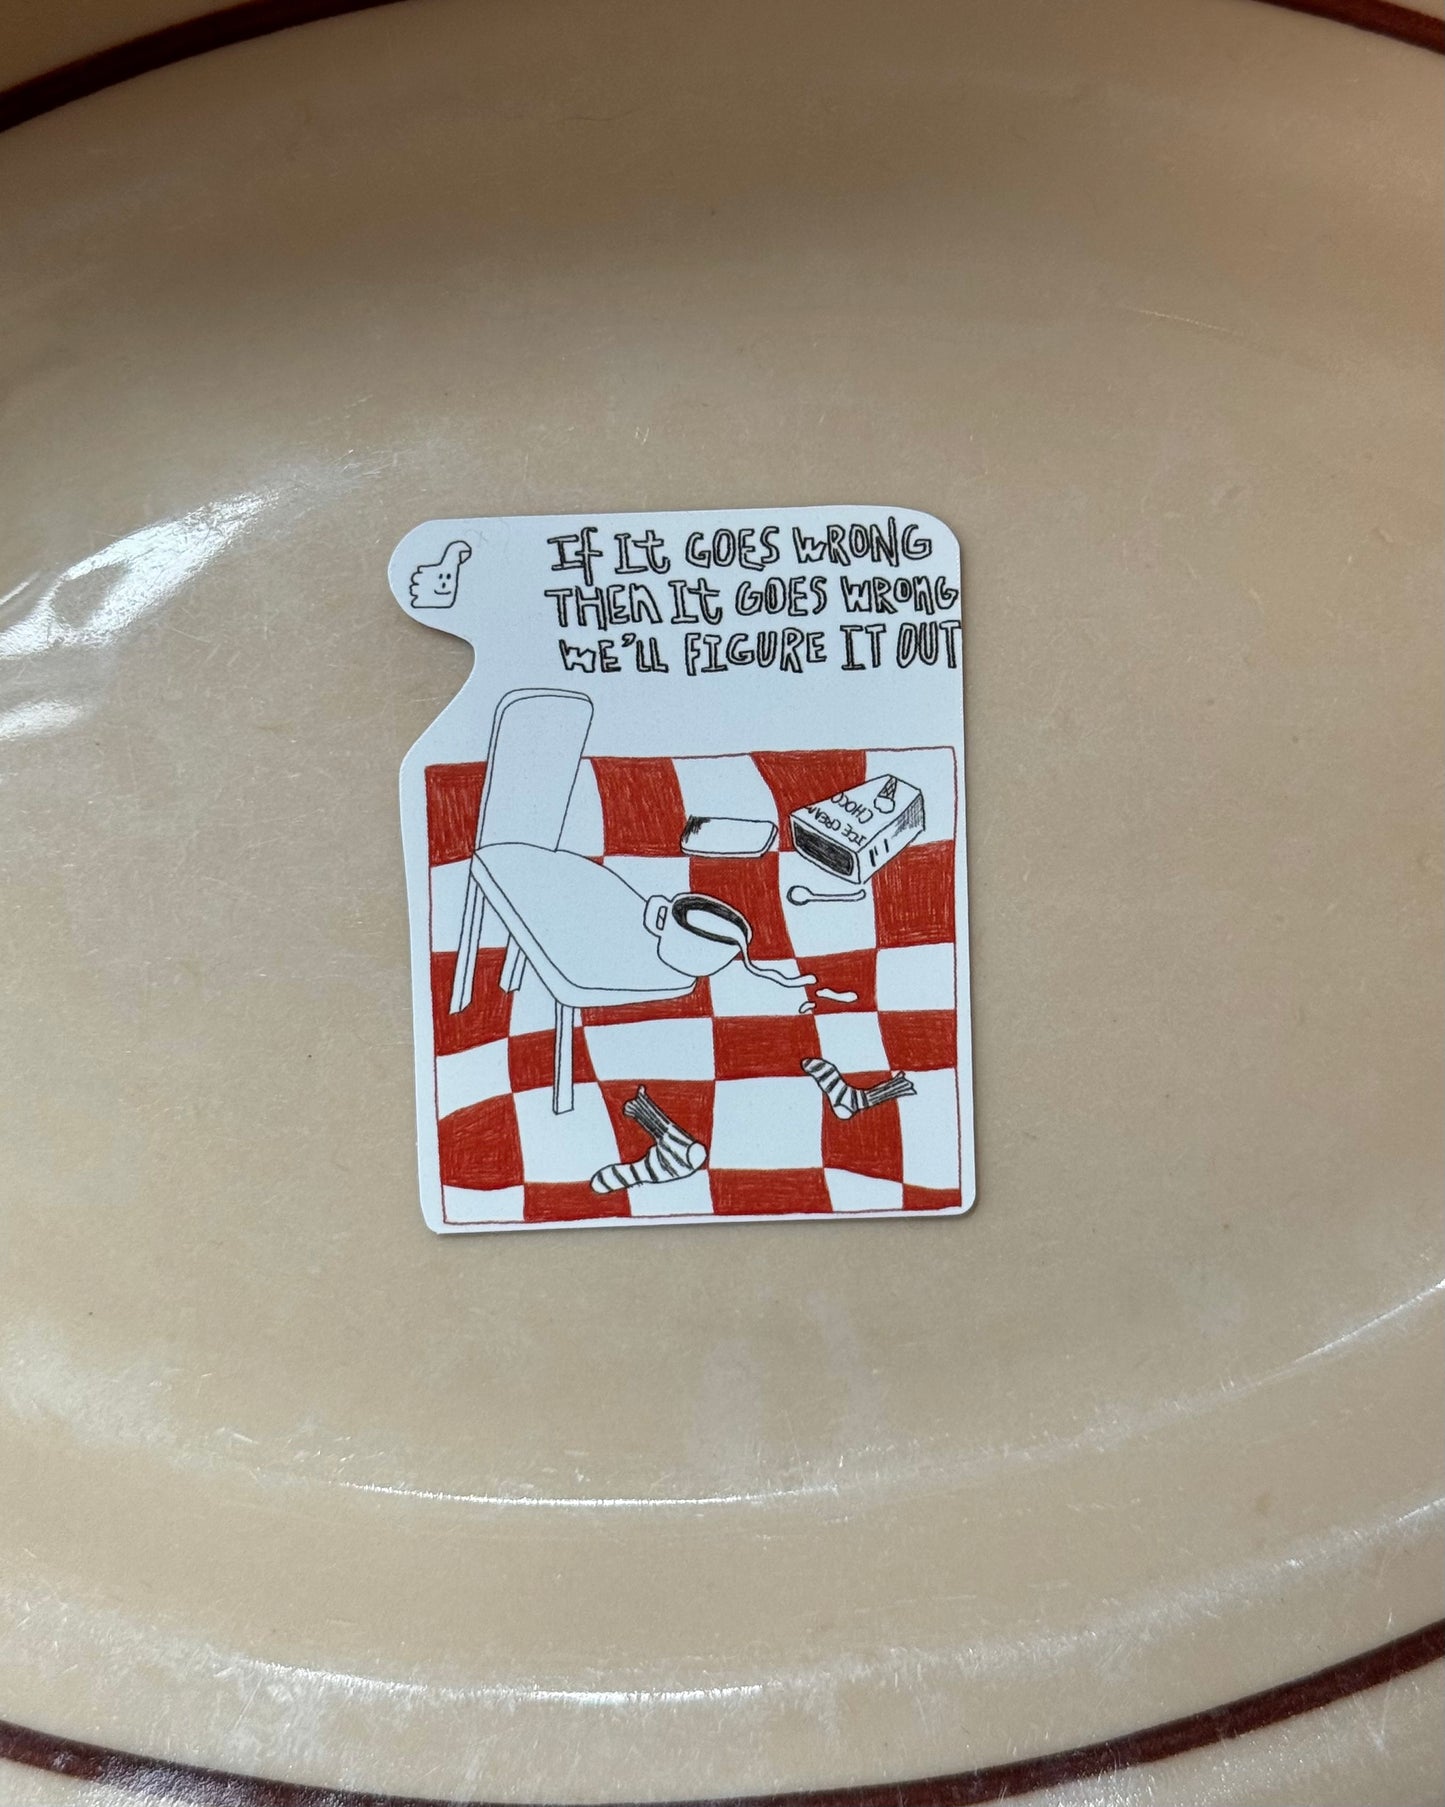 If It GOES WRONG
THEn It GOES WRONG
WE'LL FIGURE IT OUT
CHOCO
ICE CREAM